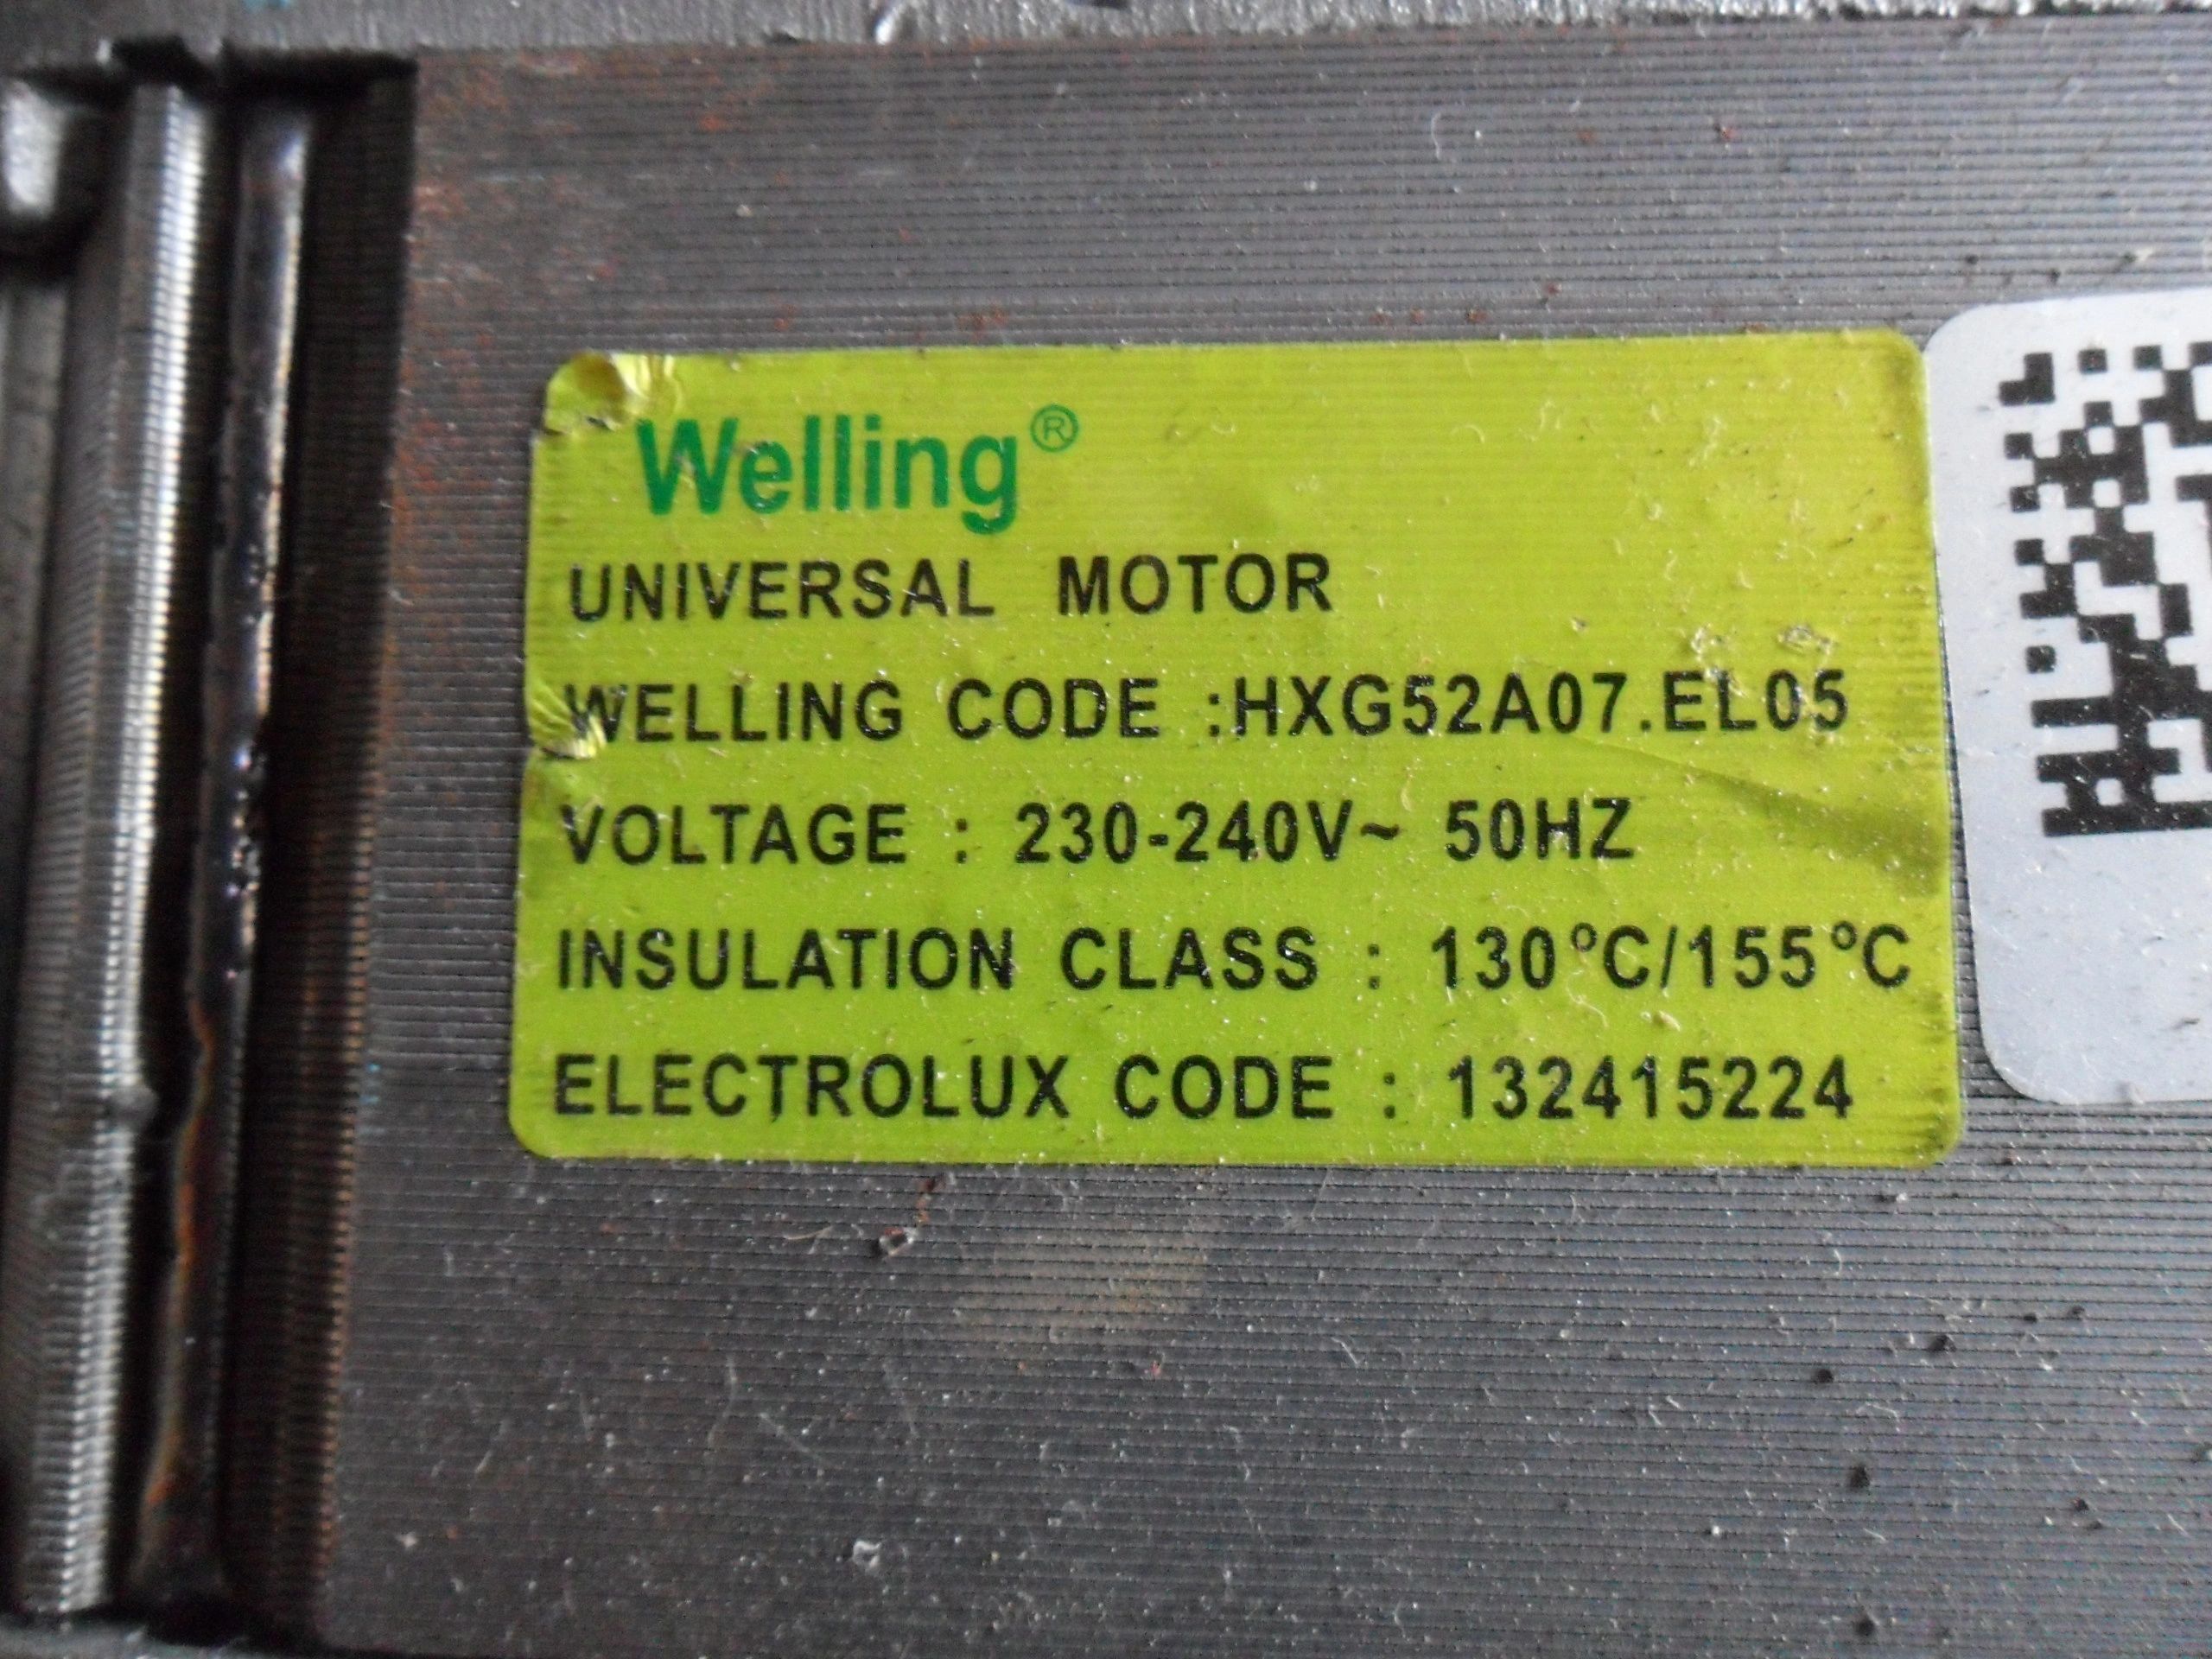 Welling®
UNIVERSAL MOTOR
WELLING CODE :HXG52A07.EL05
VOLTAGE : 230-240V~ 50HZ
INSULATION CLASS : 130°C/155°C
ELECTROLUX CODE : 132415224